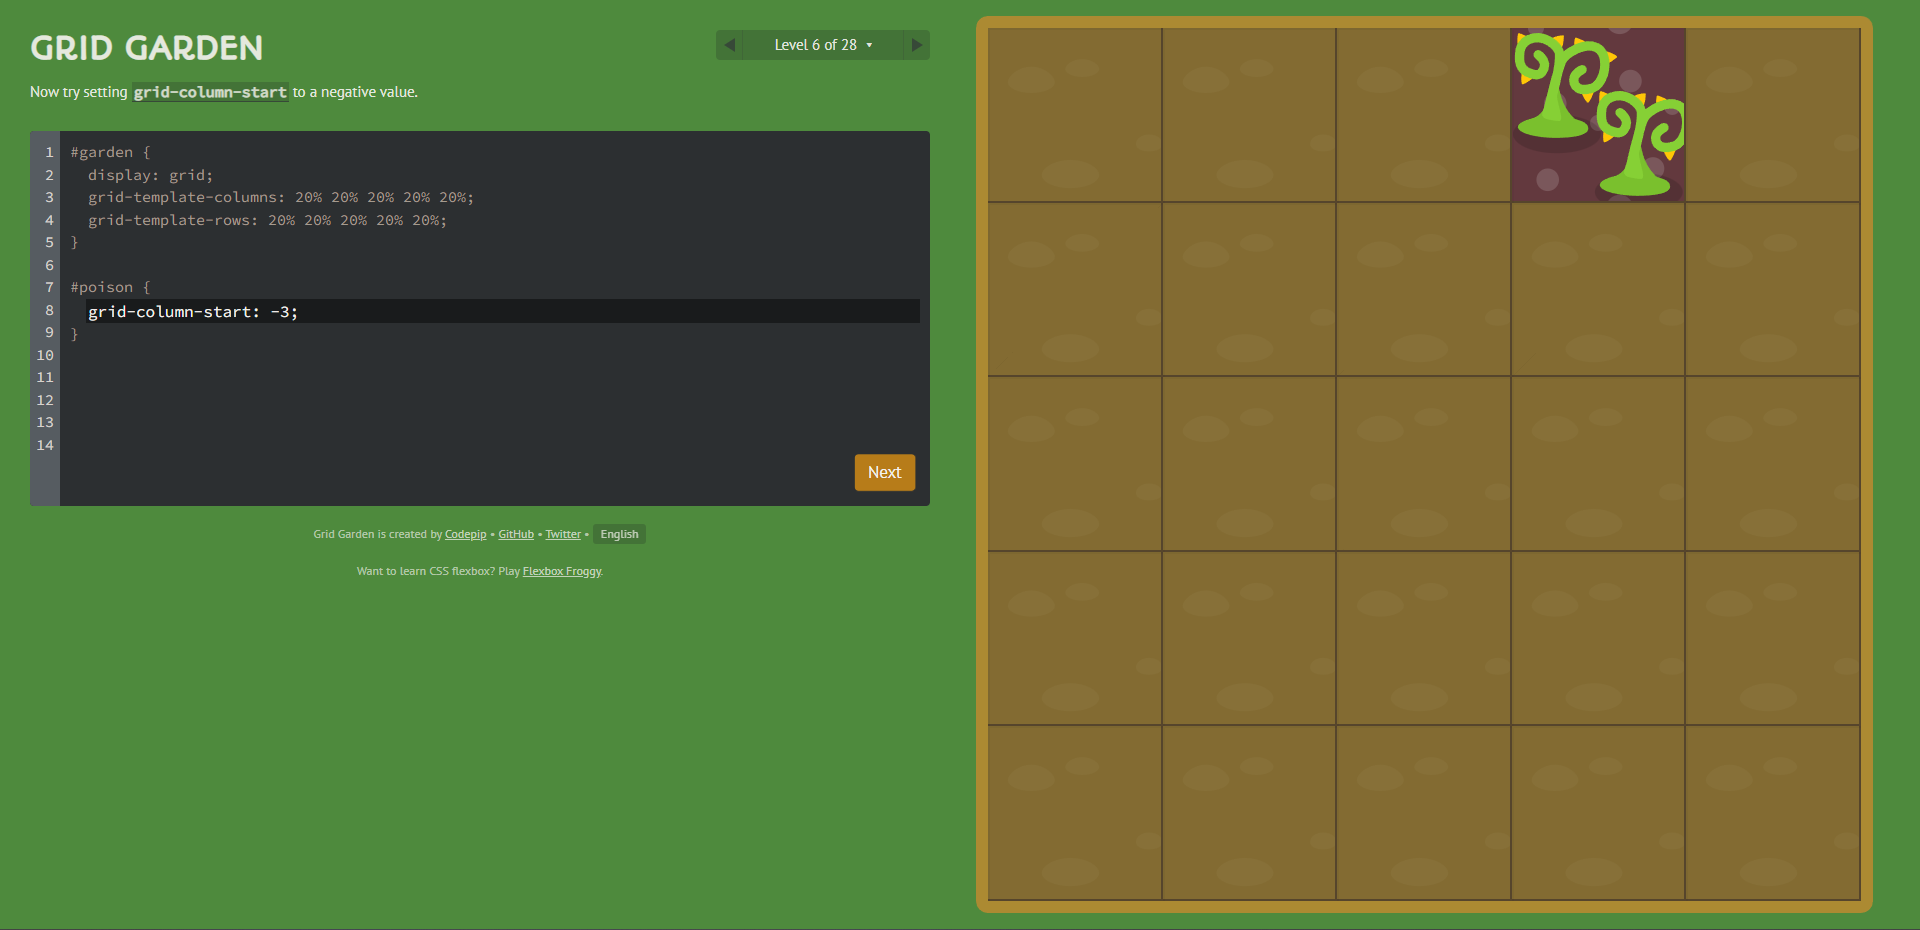 GRID GARDEN
◀ Level 6 of 28 ▾ ▶
Now try setting grid-column-start to a negative value.
1 #garden {
2   display: grid;
3   grid-template-columns: 20% 20% 20% 20% 20%;
4   grid-template-rows: 20% 20% 20% 20% 20%;
5 }
6
7 #poison {
8   grid-column-start: -3;
9 }
10
11
12
13
14
Next
Grid Garden is created by Codepip • GitHub • Twitter • English
Want to learn CSS flexbox? Play Flexbox Froggy.